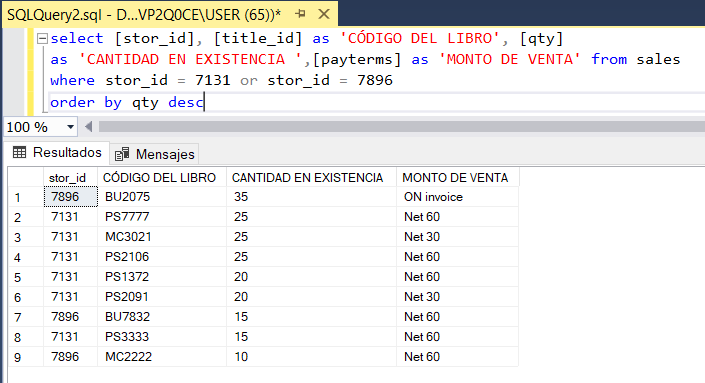 SQLQuery2.sql - D...VP2Q0CE\USER (65))*
select [stor_id], [title_id] as 'CÓDIGO DEL LIBRO', [qty]
as 'CANTIDAD EN EXISTENCIA ',[payterms] as 'MONTO DE VENTA' from sales
where stor_id = 7131 or stor_id = 7896
order by qty desc
100 %
Resultados Mensajes
stor_id CÓDIGO DEL LIBRO CANTIDAD EN EXISTENCIA MONTO DE VENTA
1 7896 BU2075 35 ON invoice
2 7131 PS7777 25 Net 60
3 7131 MC3021 25 Net 30
4 7131 PS2106 25 Net 60
5 7131 PS1372 20 Net 60
6 7131 PS2091 20 Net 30
7 7896 BU7832 15 Net 60
8 7131 PS3333 15 Net 60
9 7896 MC2222 10 Net 60